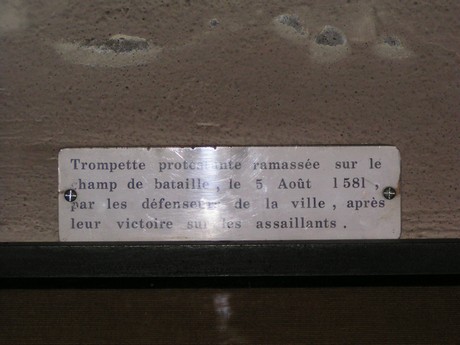 Trompette protestante ramassée sur le
champ de bataille, le 5 Août 1581,
par les défenseurs de la ville, après
leur victoire sur les assaillants.